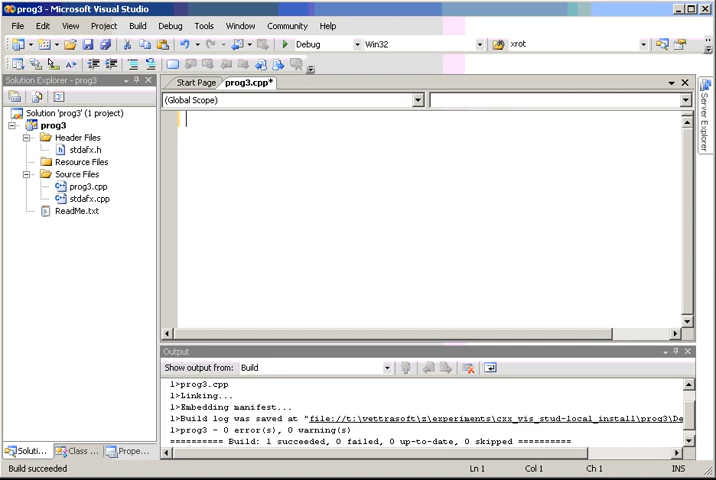 prog3 - Microsoft Visual Studio
File Edit View Project Build Debug Tools Window Community Help
Debug Win32 xrot
Solution Explorer - prog3
Start Page prog3.cpp*
(Global Scope)
Server Explorer
Solution 'prog3' (1 project)
prog3
Header Files
stdafx.h
Resource Files
Source Files
prog3.cpp
stdafx.cpp
ReadMe.txt
Output
Show output from: Build
1>prog3.cpp
1>Linking...
1>Embedding manifest...
1>Build log was saved at "file://t:\vettrasoft\z\experiments\cxx_vis_stud-local_install\prog3\De
1>prog3 - 0 error(s), 0 warning(s)
========== Build: 1 succeeded, 0 failed, 0 up-to-date, 0 skipped ==========
Soluti... Class ... Prope...
Build succeeded Ln 1 Col 1 Ch 1 INS